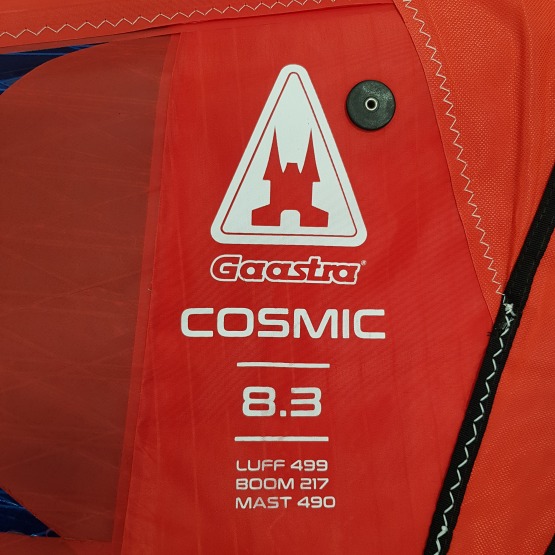 Gaastra®
COSMIC
8.3
LUFF 499
BOOM 217
MAST 490